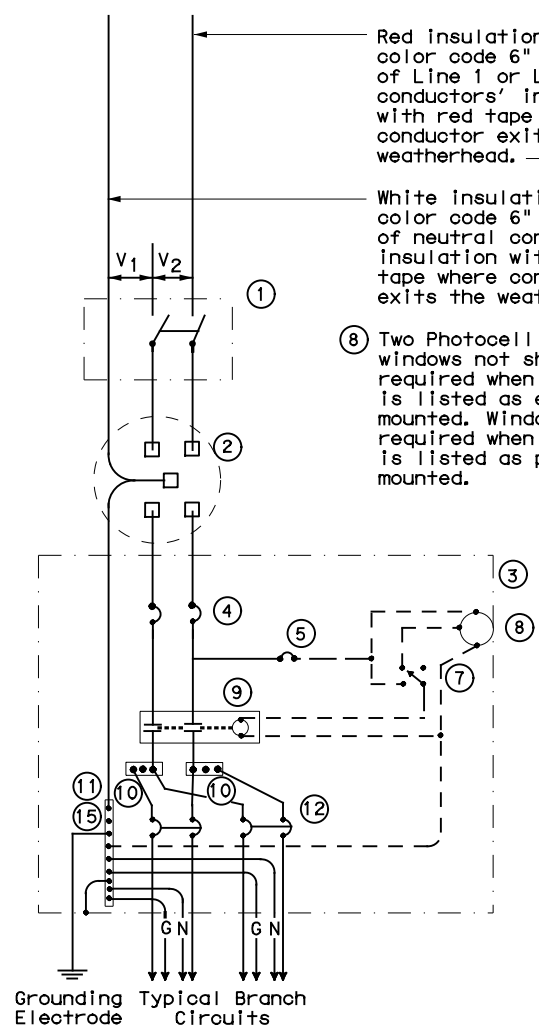 Red insulation
color code 6"
of Line 1 or L
conductors' in
with red tape
conductor exit
weatherhead.
White insulati
color code 6"
of neutral con
insulation wit
tape where con
exits the weat
V1 V2
1
8 Two Photocell
windows not sh
required when
is listed as e
mounted. Windo
required when
is listed as p
mounted.
2
3
4
5
8
7
9
11
10
10
15
12
G N
G N
Grounding
Electrode
Typical Branch
Circuits